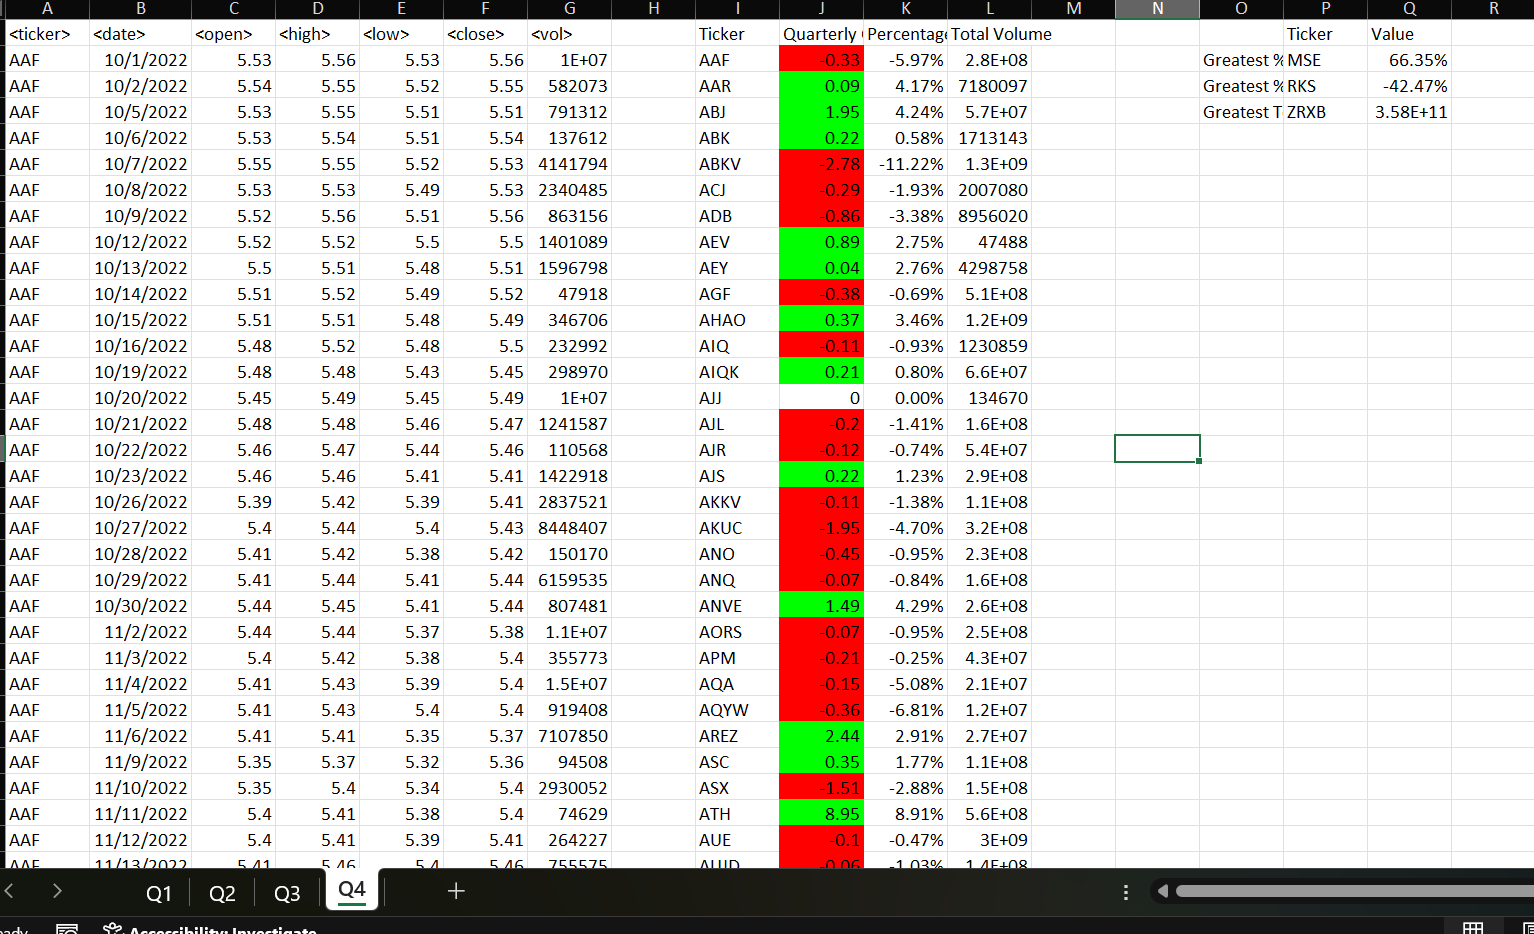 A B C D E F G H I J K L M N O P Q R
<ticker> <date> <open> <high> <low> <close> <vol> Ticker Quarterly Percentage Total Volume Ticker Value
AAF 10/1/2022 5.53 5.56 5.53 5.56 1E+07 AAF -0.33 -5.97% 2.8E+08 Greatest % MSE 66.35%
AAF 10/2/2022 5.54 5.55 5.52 5.55 582073 AAR 0.09 4.17% 7180097 Greatest % RKS -42.47%
AAF 10/5/2022 5.53 5.55 5.51 5.51 791312 ABJ 1.95 4.24% 5.7E+07 Greatest T ZRXB 3.58E+11
AAF 10/6/2022 5.53 5.54 5.51 5.54 137612 ABK 0.22 0.58% 1713143
AAF 10/7/2022 5.55 5.55 5.52 5.53 4141794 ABKV -2.78 -11.22% 1.3E+09
AAF 10/8/2022 5.53 5.53 5.49 5.53 2340485 ACJ -0.29 -1.93% 2007080
AAF 10/9/2022 5.52 5.56 5.51 5.56 863156 ADB -0.86 -3.38% 8956020
AAF 10/12/2022 5.52 5.52 5.5 5.5 1401089 AEV 0.89 2.75% 47488
AAF 10/13/2022 5.5 5.51 5.48 5.51 1596798 AEY 0.04 2.76% 4298758
AAF 10/14/2022 5.51 5.52 5.49 5.52 47918 AGF -0.38 -0.69% 5.1E+08
AAF 10/15/2022 5.51 5.51 5.48 5.49 346706 AHAO 0.37 3.46% 1.2E+09
AAF 10/16/2022 5.48 5.52 5.48 5.5 232992 AIQ -0.11 -0.93% 1230859
AAF 10/19/2022 5.48 5.48 5.43 5.45 298970 AIQK 0.21 0.80% 6.6E+07
AAF 10/20/2022 5.45 5.49 5.45 5.49 1E+07 AJJ 0 0.00% 134670
AAF 10/21/2022 5.48 5.48 5.46 5.47 1241587 AJL -0.2 -1.41% 1.6E+08
AAF 10/22/2022 5.46 5.47 5.44 5.46 110568 AJR -0.12 -0.74% 5.4E+07
AAF 10/23/2022 5.46 5.46 5.41 5.41 1422918 AJS 0.22 1.23% 2.9E+08
AAF 10/26/2022 5.39 5.42 5.39 5.41 2837521 AKKV -0.11 -1.38% 1.1E+08
AAF 10/27/2022 5.4 5.44 5.4 5.43 8448407 AKUC -1.95 -4.70% 3.2E+08
AAF 10/28/2022 5.41 5.42 5.38 5.42 150170 ANO -0.45 -0.95% 2.3E+08
AAF 10/29/2022 5.41 5.44 5.41 5.44 6159535 ANQ -0.07 -0.84% 1.6E+08
AAF 10/30/2022 5.44 5.45 5.41 5.44 807481 ANVE 1.49 4.29% 2.6E+08
AAF 11/2/2022 5.44 5.44 5.37 5.38 1.1E+07 AORS -0.07 -0.95% 2.5E+08
AAF 11/3/2022 5.4 5.42 5.38 5.4 355773 APM -0.21 -0.25% 4.3E+07
AAF 11/4/2022 5.41 5.43 5.39 5.4 1.5E+07 AQA -0.15 -5.08% 2.1E+07
AAF 11/5/2022 5.41 5.43 5.4 5.4 919408 AQYW -0.36 -6.81% 1.2E+07
AAF 11/6/2022 5.41 5.41 5.35 5.37 7107850 AREZ 2.44 2.91% 2.7E+07
AAF 11/9/2022 5.35 5.37 5.32 5.36 94508 ASC 0.35 1.77% 1.1E+08
AAF 11/10/2022 5.35 5.4 5.34 5.4 2930052 ASX -1.51 -2.88% 1.5E+08
AAF 11/11/2022 5.4 5.41 5.38 5.4 74629 ATH 8.95 8.91% 5.6E+08
AAF 11/12/2022 5.4 5.41 5.39 5.41 264227 AUE -0.1 -0.47% 3E+09
AAF 11/13/2022 5.41 5.46 5.4 5.46 755575 AUID -0.06 -1.03% 1.4E+08
Q1 Q2 Q3 Q4
Accessibility: Investigate